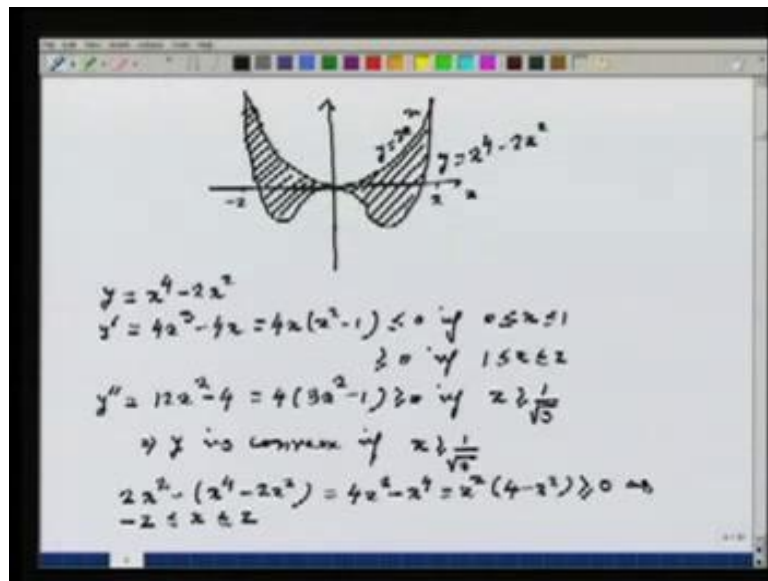 y = 2x²
y = x⁴ - 2x²
-2
2
x
y = x⁴ - 2x²
y' = 4x³ - 4x = 4x(x² - 1) ≤ 0 if 0 ≤ x ≤ 1
≥ 0 if 1 ≤ x ≤ 2
y'' = 12x² - 4 = 4(3x² - 1) ≥ 0 if x ≥ 1/√3
⇒ y is convex if x ≥ 1/√3
2x² - (x⁴ - 2x²) = 4x² - x⁴ = x²(4 - x²) ≥ 0 as
-2 ≤ x ≤ 2